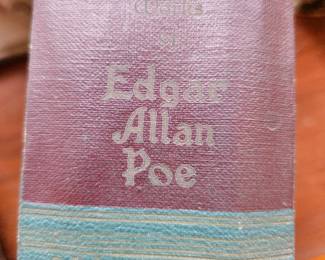 of
Edgar
Allan
Poe